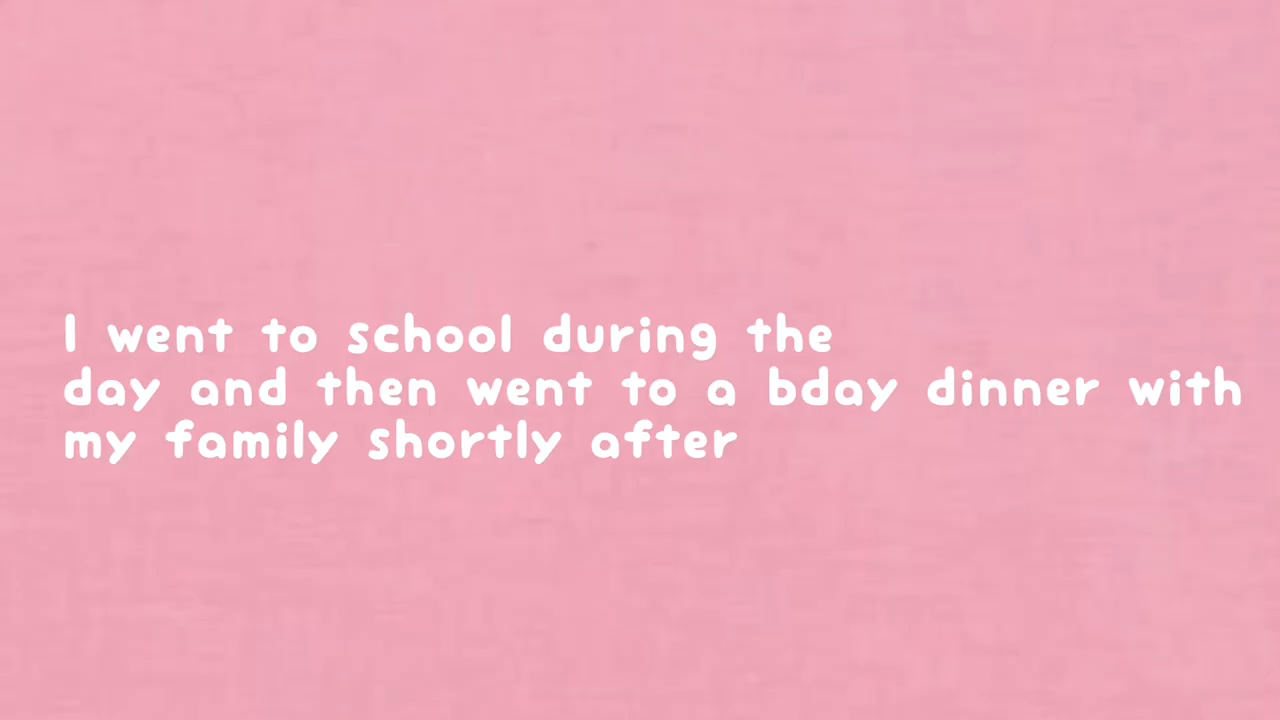 I went to school during the
day and then went to a bday dinner with
my family shortly after